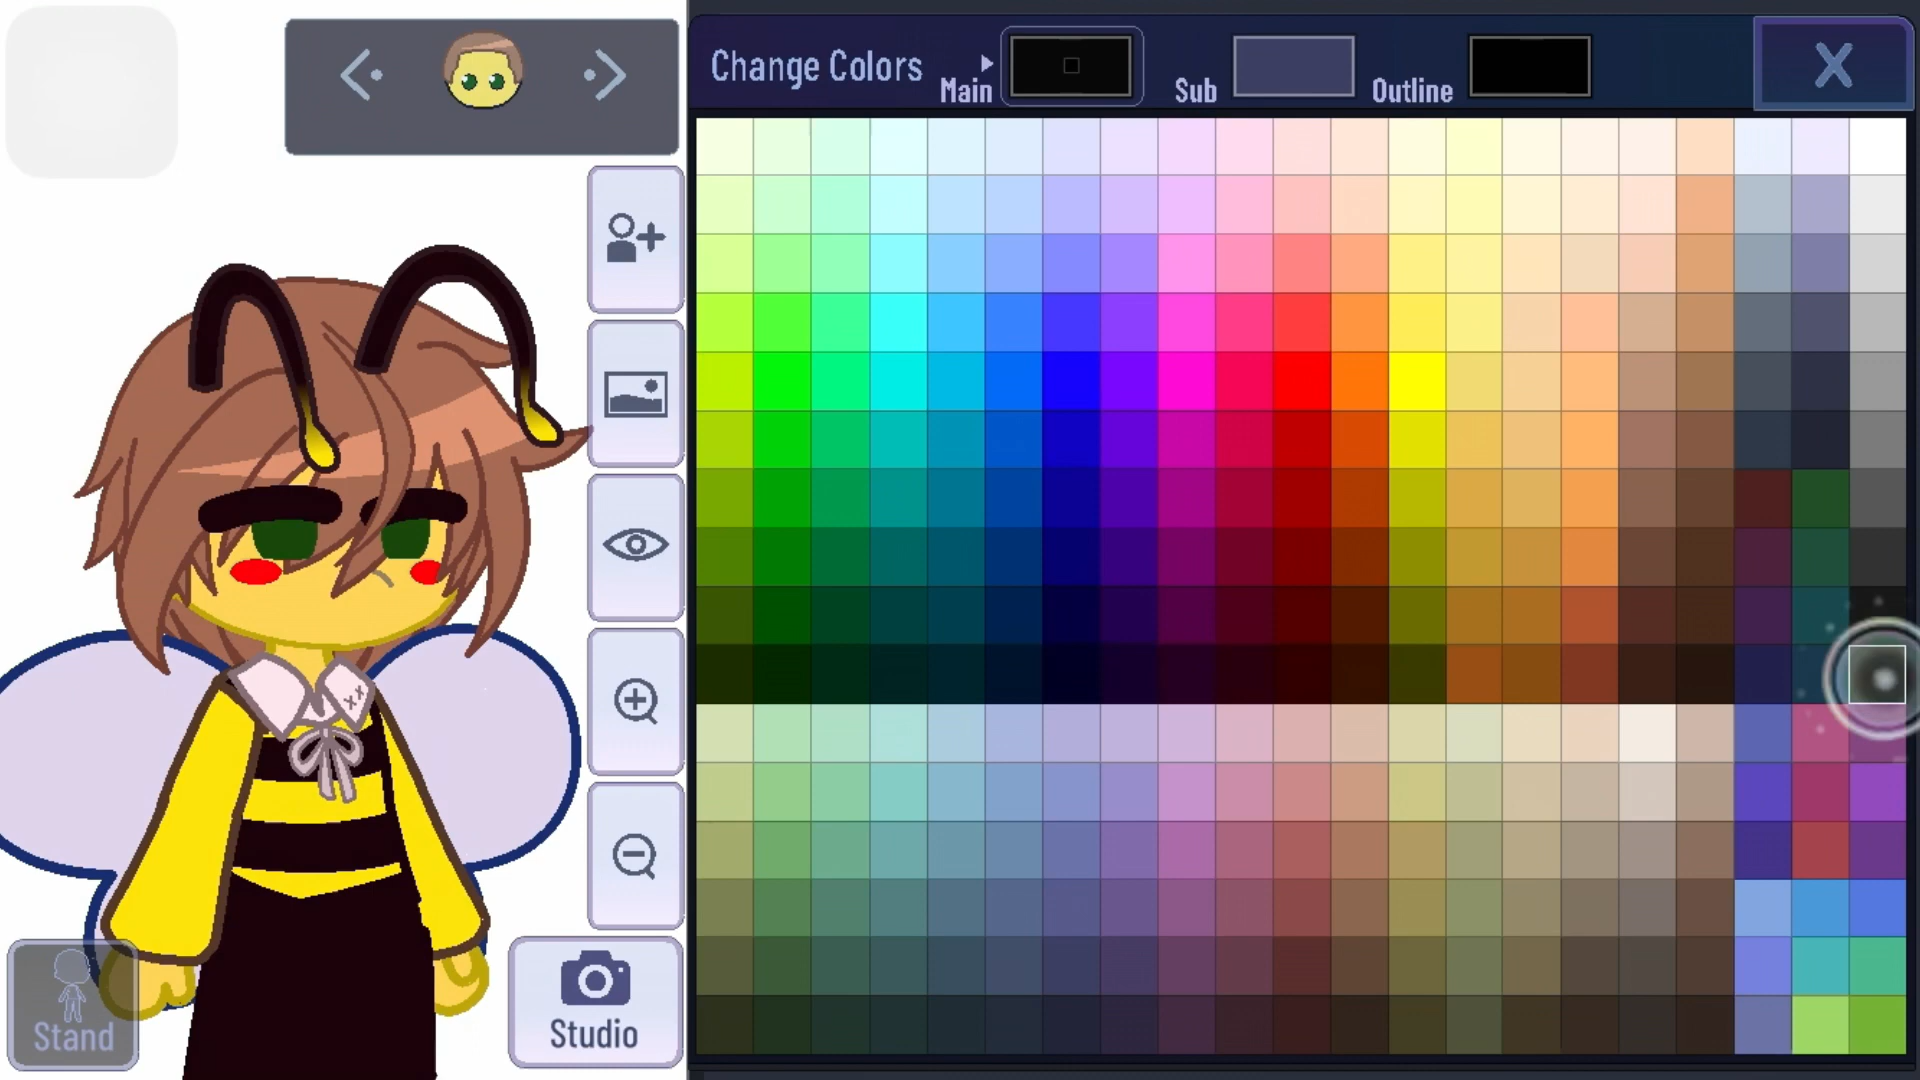 Change Colors
Main
Sub
Outline
X
Stand
Studio